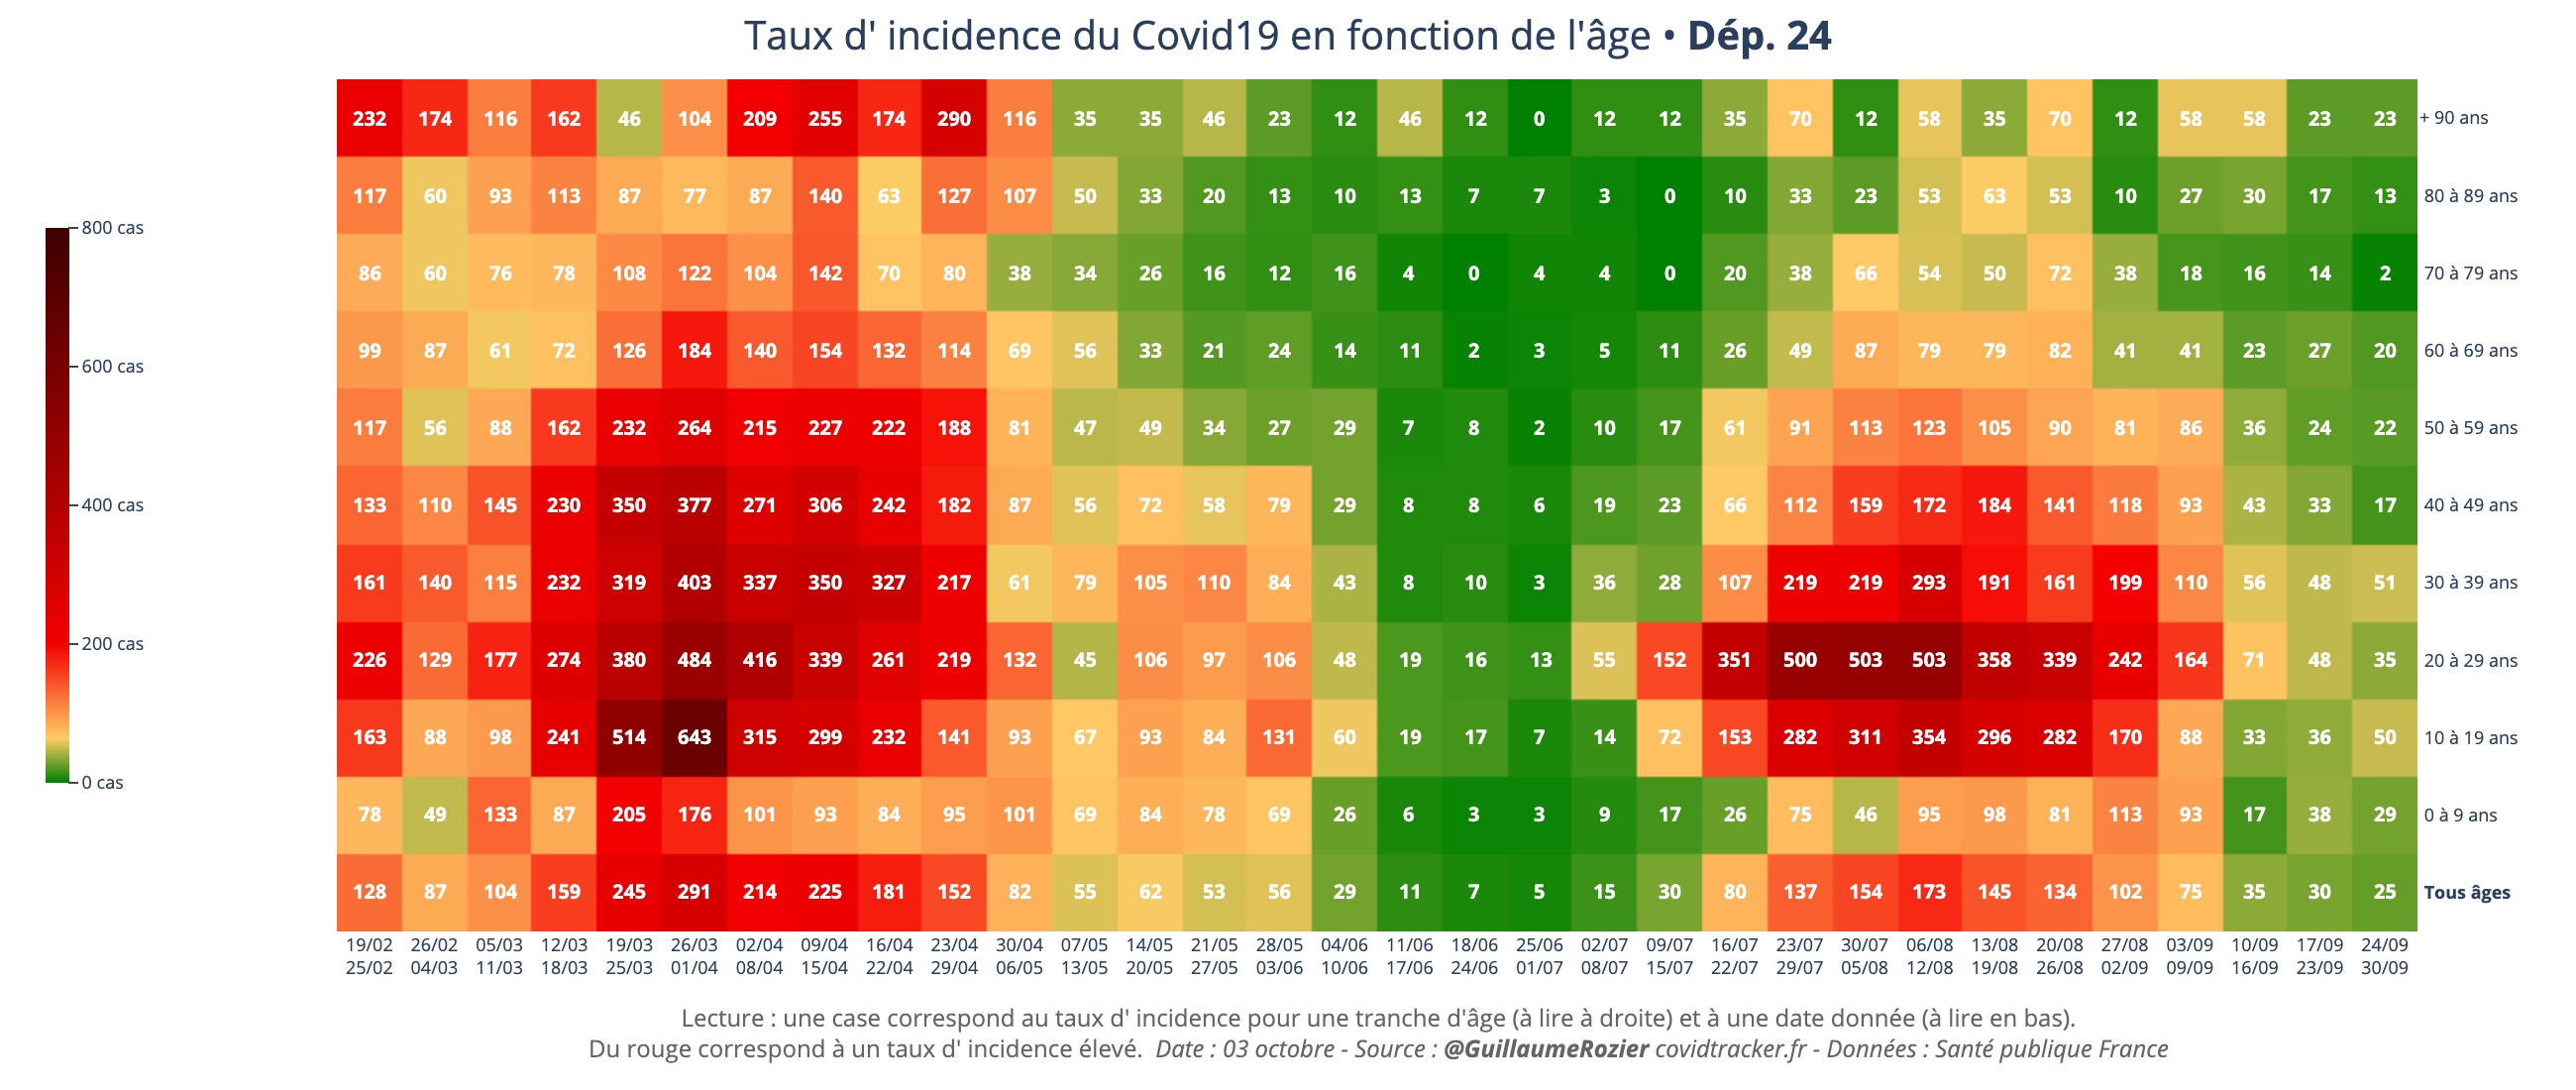 Taux d' incidence du Covid19 en fonction de l'âge • Dép. 24
232 174 116 162 46 104 209 255 174 290 116 35 35 46 23 12 46 12 0 12 12 35 70 12 58 35 70 12 58 58 23 23 + 90 ans
117 60 93 113 87 77 87 140 63 127 107 50 33 20 13 10 13 7 7 3 0 10 33 23 53 63 53 10 27 30 17 13 80 à 89 ans
800 cas
86 60 76 78 108 122 104 142 70 80 38 34 26 16 12 16 4 0 4 4 0 20 38 66 54 50 72 38 18 16 14 2 70 à 79 ans
99 87 61 72 126 184 140 154 132 114 69 56 33 21 24 14 11 2 3 5 11 26 49 87 79 79 82 41 41 23 27 20 60 à 69 ans
600 cas
117 56 88 162 232 264 215 227 222 188 81 47 49 34 27 29 7 8 2 10 17 61 91 113 123 105 90 81 86 36 24 22 50 à 59 ans
400 cas
133 110 145 230 350 377 271 306 242 182 87 56 72 58 79 29 8 8 6 19 23 66 112 159 172 184 141 118 93 43 33 17 40 à 49 ans
161 140 115 232 319 403 337 350 327 217 61 79 105 110 84 43 8 10 3 36 28 107 219 219 293 191 161 199 110 56 48 51 30 à 39 ans
200 cas
226 129 177 274 380 484 416 339 261 219 132 45 106 97 106 48 19 16 13 55 152 351 500 503 503 358 339 242 164 71 48 35 20 à 29 ans
163 88 98 241 514 643 315 299 232 141 93 67 93 84 131 60 19 17 7 14 72 153 282 311 354 296 282 170 88 33 36 50 10 à 19 ans
0 cas
78 49 133 87 205 176 101 93 84 95 101 69 84 78 69 26 6 3 3 9 17 26 75 46 95 98 81 113 93 17 38 29 0 à 9 ans
128 87 104 159 245 291 214 225 181 152 82 55 62 53 56 29 11 7 5 15 30 80 137 154 173 145 134 102 75 35 30 25 Tous âges
19/02 26/02 05/03 12/03 19/03 26/03 02/04 09/04 16/04 23/04 30/04 07/05 14/05 21/05 28/05 04/06 11/06 18/06 25/06 02/07 09/07 16/07 23/07 30/07 06/08 13/08 20/08 27/08 03/09 10/09 17/09 24/09
25/02 04/03 11/03 18/03 25/03 01/04 08/04 15/04 22/04 29/04 06/05 13/05 20/05 27/05 03/06 10/06 17/06 24/06 01/07 08/07 15/07 22/07 29/07 05/08 12/08 19/08 26/08 02/09 09/09 16/09 23/09 30/09
Lecture : une case correspond au taux d' incidence pour une tranche d'âge (à lire à droite) et à une date donnée (à lire en bas).
Du rouge correspond à un taux d' incidence élevé. Date : 03 octobre - Source : @GuillaumeRozier covidtracker.fr - Données : Santé publique France